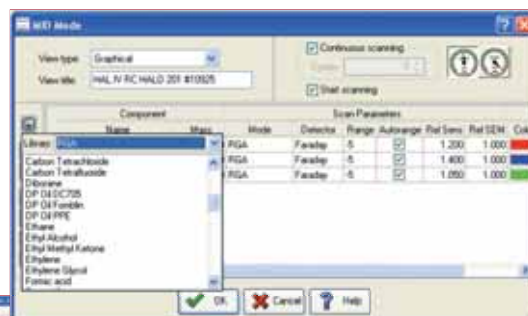 MID Mode
View type: Graphical
View title: HAL IV RC HALO 201 #10925
Continuous scanning
Start scanning
Component
Scan Parameters
Name Mass Mode Detector Range Autorange Rel Sens Rel SEM
Library: RGA
RGA Faraday -5 1.200 1.000
RGA Faraday -5 1.400 1.000
RGA Faraday -5 1.050 1.000
Carbon Tetrachloride
Carbon Tetrafluoride
Diborane
DP Oil DC705
DP Oil Fomblin
DP Oil PPE
Ethane
Ethyl Alcohol
Ethyl Methyl Ketone
Ethylene
Ethylene Glycol
Formic acid
OK Cancel Help